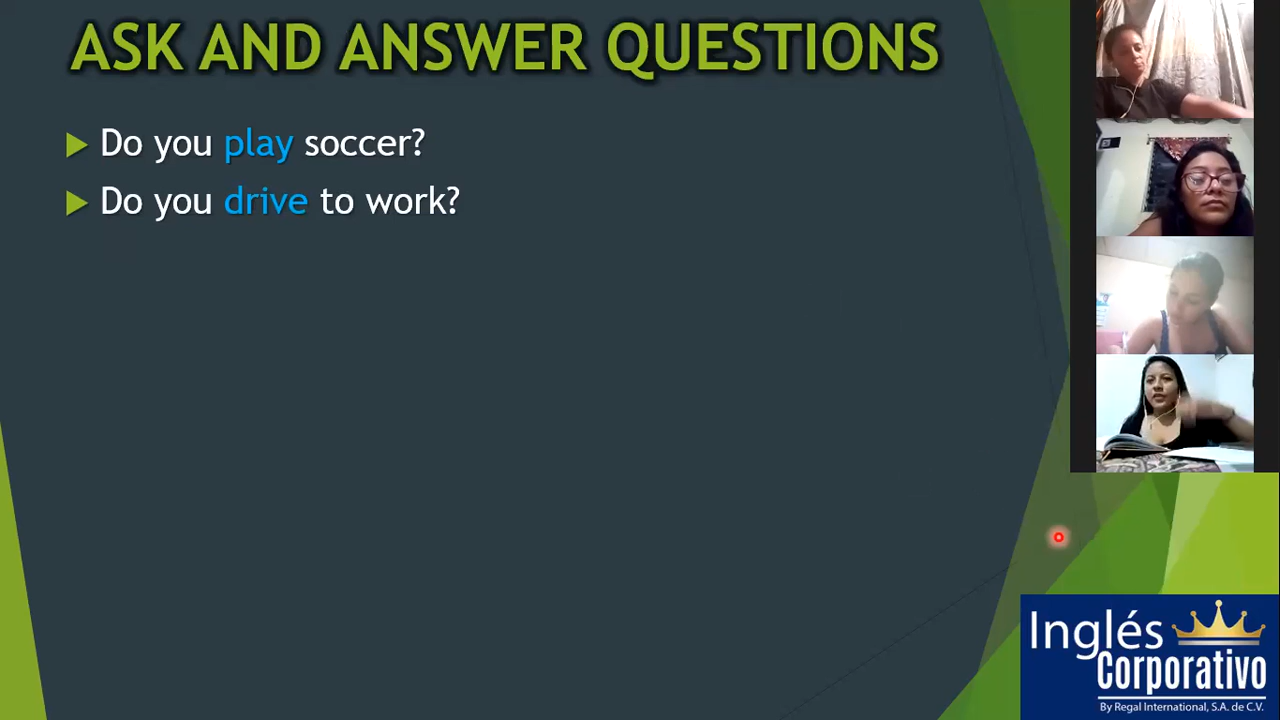 ASK AND ANSWER QUESTIONS
Do you play soccer?
Do you drive to work?
Inglés
Corporativo
By Regal International, S.A. de C.V.